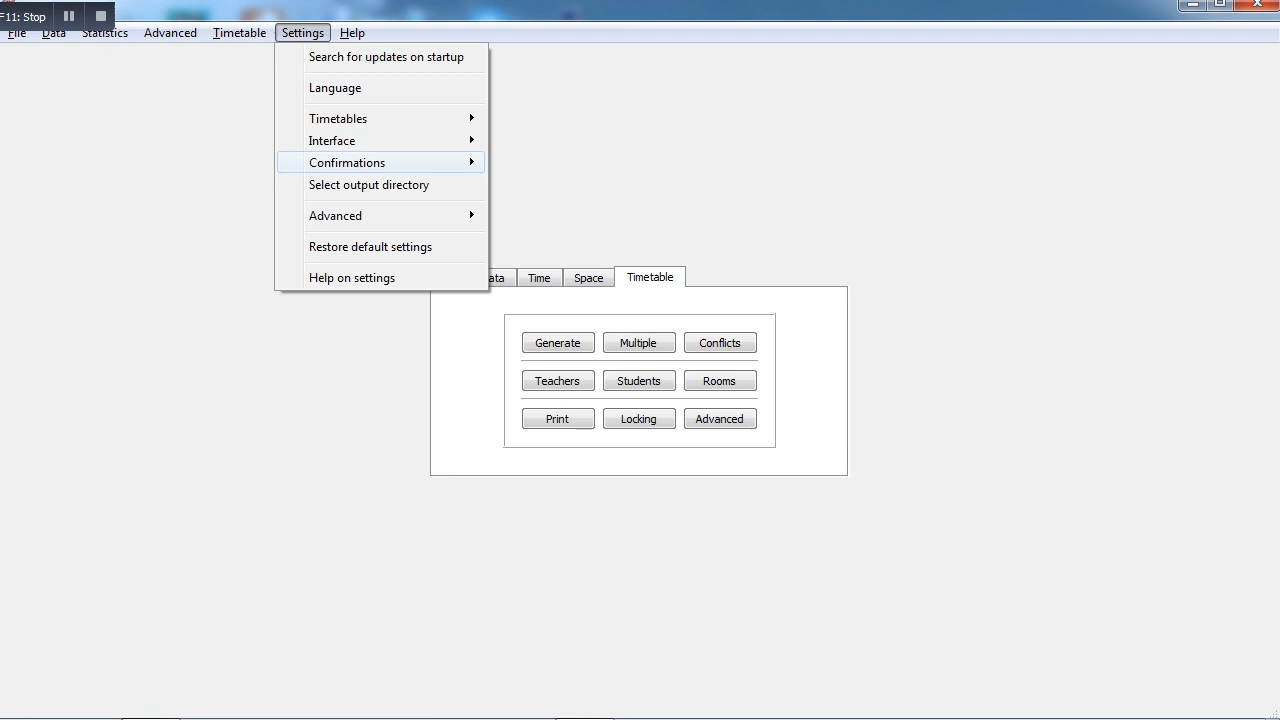 F11: Stop
File Data Statistics Advanced Timetable Settings Help
Search for updates on startup
Language
Timetables
Interface
Confirmations
Select output directory
Advanced
Restore default settings
Help on settings
ata Time Space Timetable
Generate Multiple Conflicts
Teachers Students Rooms
Print Locking Advanced